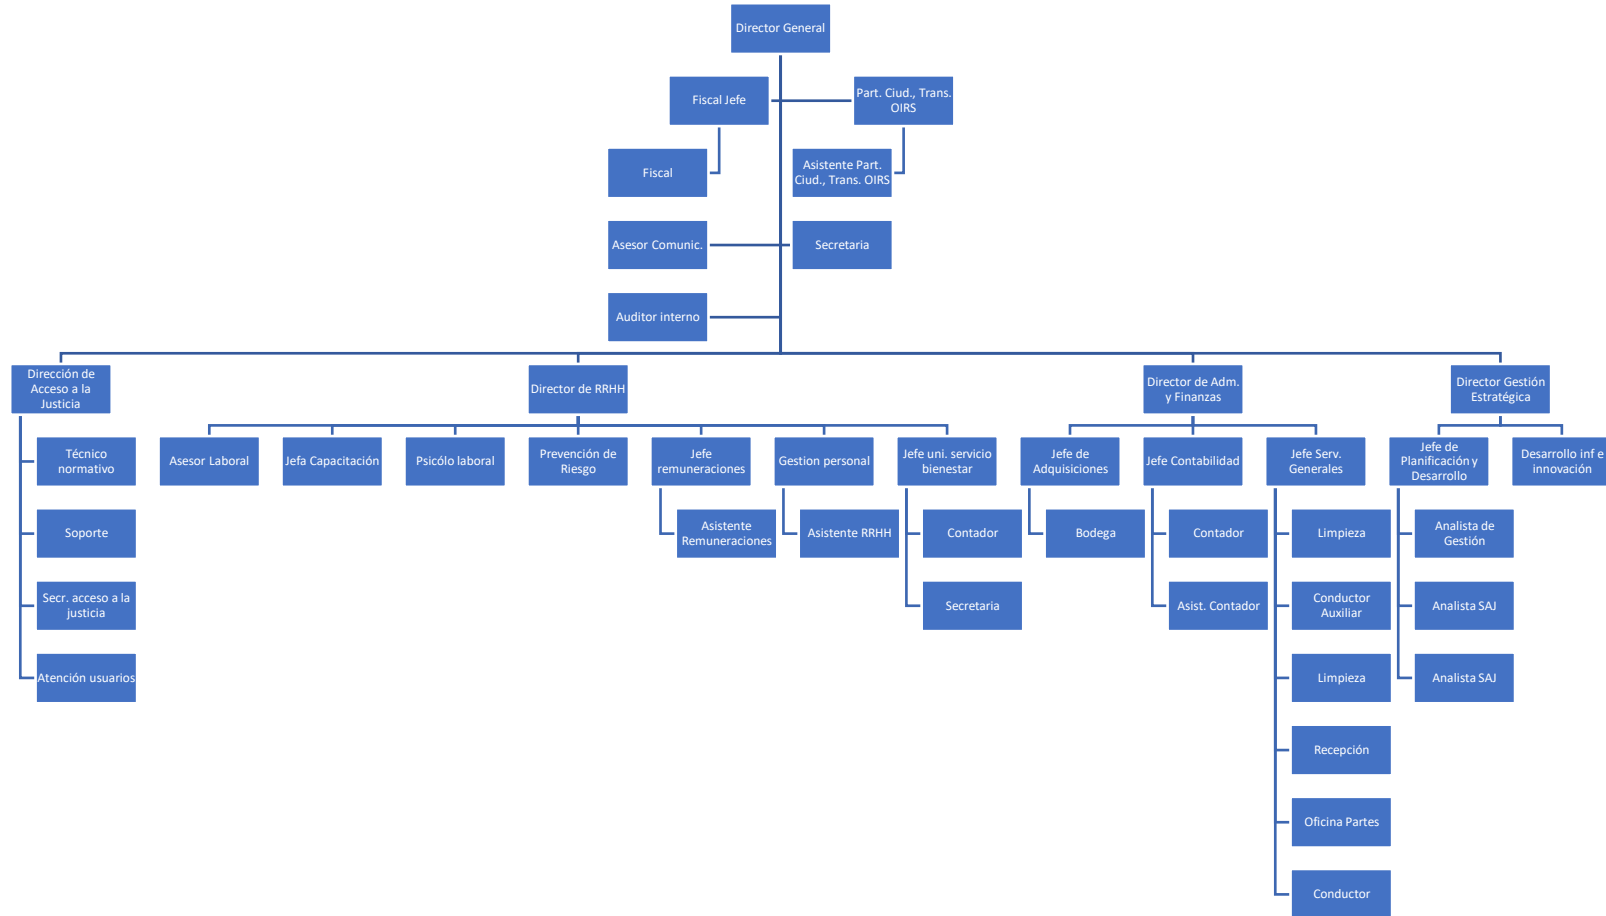 Director General
Fiscal Jefe
Part. Ciud., Trans.
OIRS
Fiscal
Asistente Part.
Ciud., Trans. OIRS
Asesor Comunic.
Secretaria
Auditor interno
Dirección de
Acceso a la
Justicia
Director de RRHH
Director de Adm.
y Finanzas
Director Gestión
Estratégica
Técnico
normativo
Asesor Laboral
Jefa Capacitación
Psicólo laboral
Prevención de
Riesgo
Jefe
remuneraciones
Gestion personal
Jefe uni. servicio
bienestar
Jefe de
Adquisiciones
Jefe Contabilidad
Jefe Serv.
Generales
Jefe de
Planificación y
Desarrollo
Desarrollo inf e
innovación
Soporte
Asistente
Remuneraciones
Asistente RRHH
Contador
Bodega
Contador
Limpieza
Analista de
Gestión
Secr. acceso a la
justicia
Secretaria
Asist. Contador
Conductor
Auxiliar
Analista SAJ
Atención usuarios
Limpieza
Analista SAJ
Recepción
Oficina Partes
Conductor